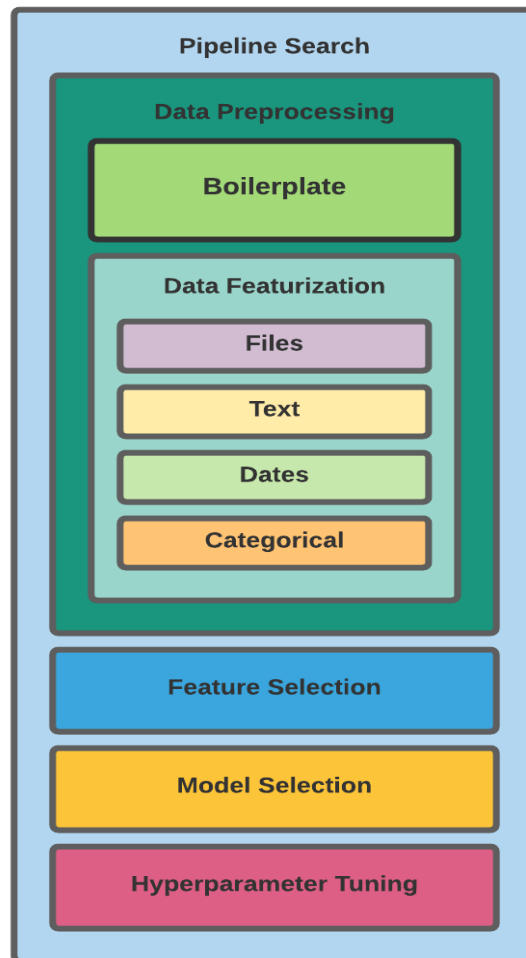 Pipeline Search
Data Preprocessing
Boilerplate
Data Featurization
Files
Text
Dates
Categorical
Feature Selection
Model Selection
Hyperparameter Tuning